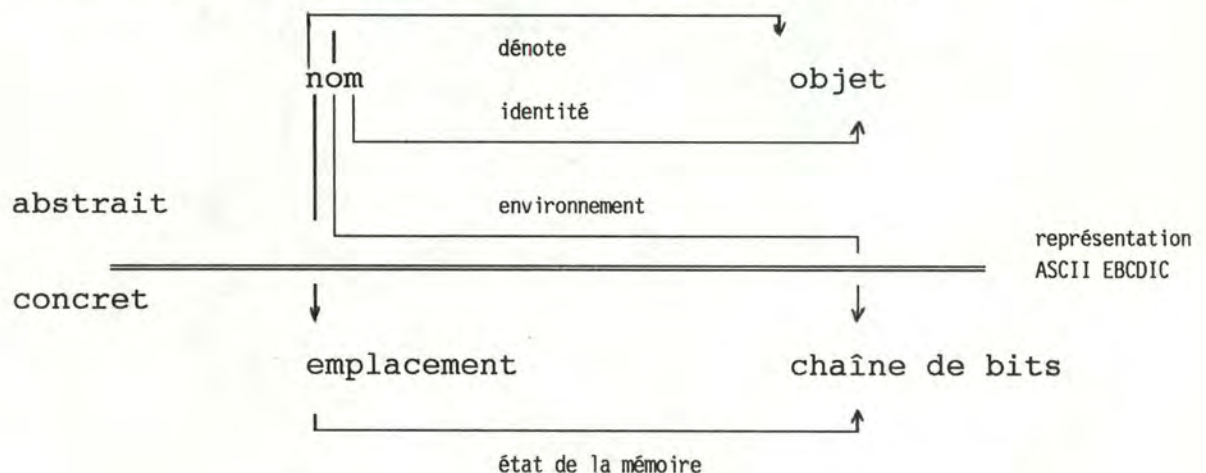 dénote
nom objet
identité
abstrait environnement
représentation
ASCII EBCDIC
concret
emplacement chaîne de bits
état de la mémoire